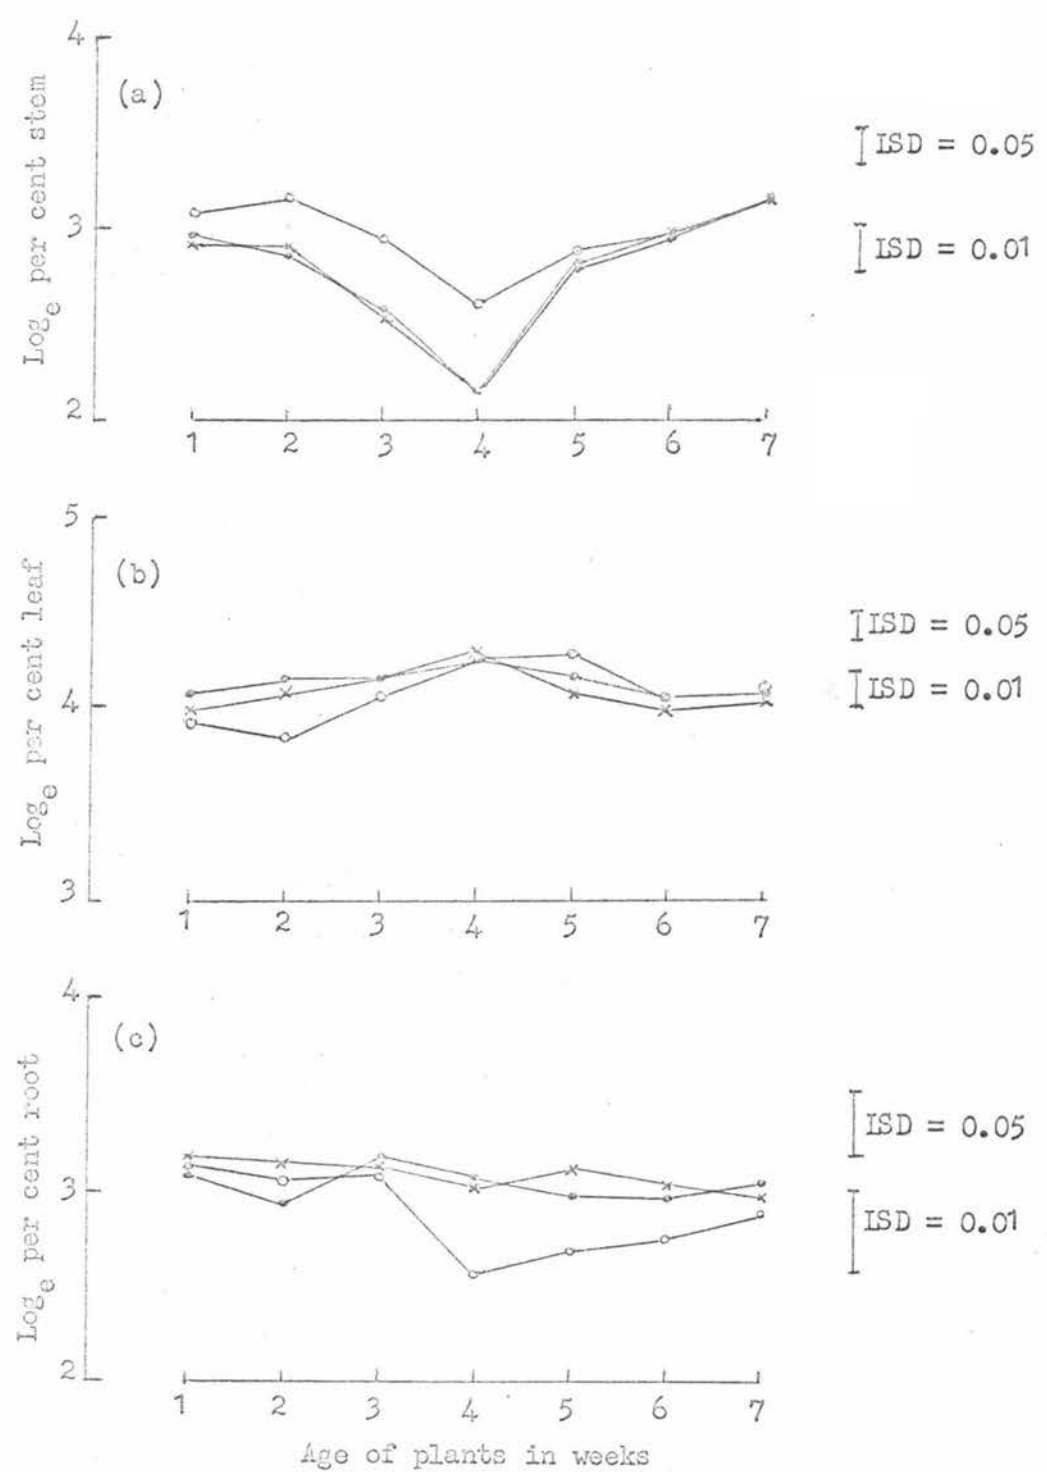 4
(a)
Log_e per cent stem
LSD = 0.05
3
LSD = 0.01
2
1 2 3 4 5 6 7
5
(b)
Log_e per cent leaf
LSD = 0.05
4
LSD = 0.01
3
1 2 3 4 5 6 7
4
(c)
Log_e per cent root
LSD = 0.05
3
LSD = 0.01
2
1 2 3 4 5 6 7
Age of plants in weeks